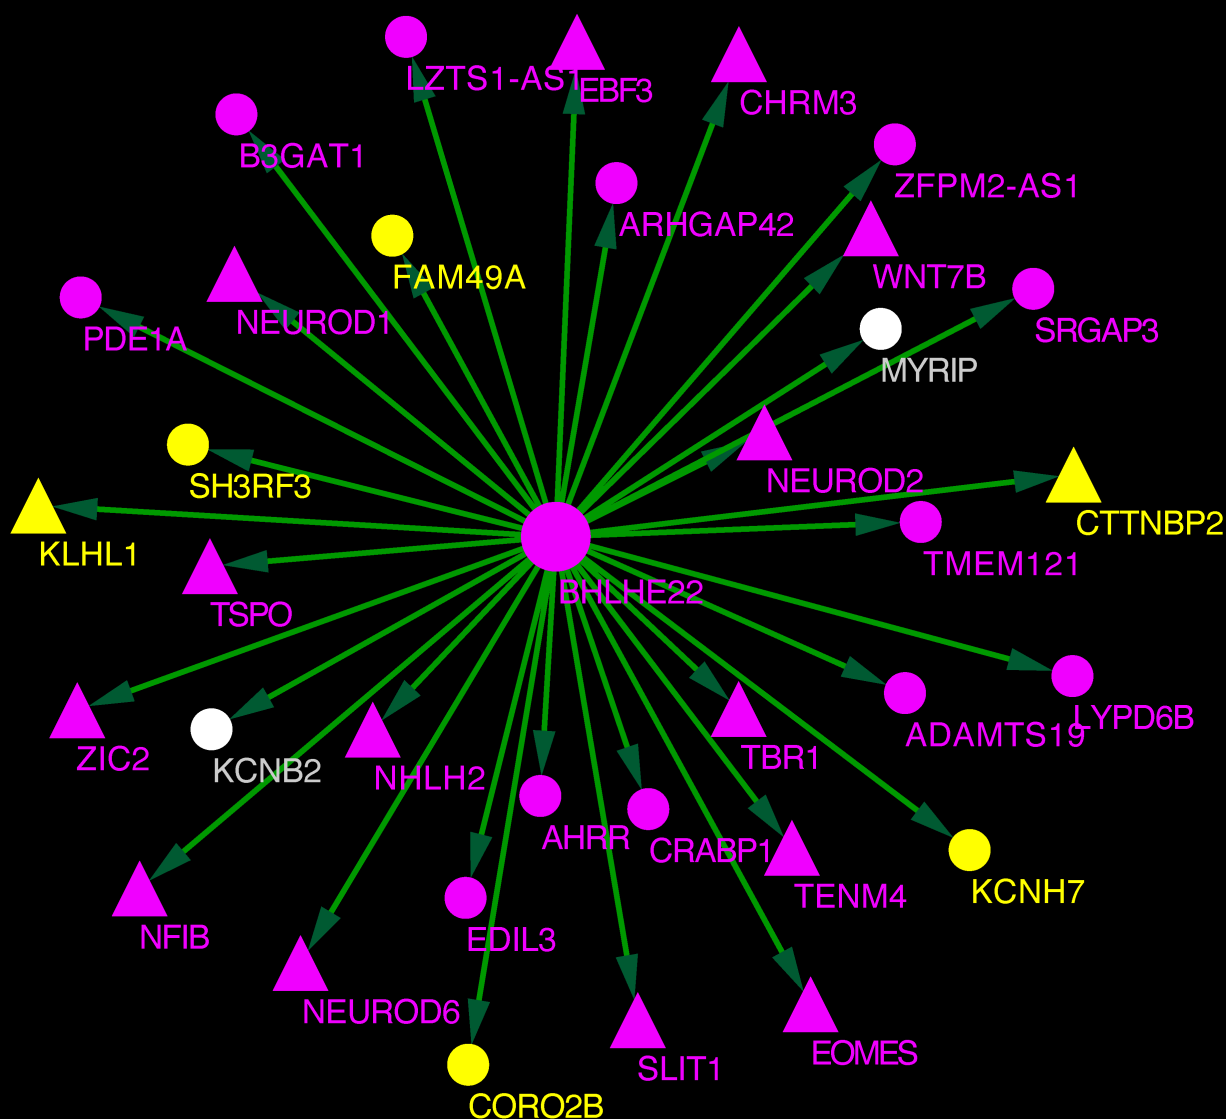 LZTS1-AS1
EBF3
CHRM3
B3GAT1
ZFPM2-AS1
ARHGAP42
FAM49A
WNT7B
PDE1A
NEUROD1
SRGAP3
MYRIP
SH3RF3
NEUROD2
CTTNBP2
KLHL1
TMEM121
BHLHE22
TSPO
LYPD6B
ADAMTS19
ZIC2
KCNB2
NHLH2
TBR1
AHRR
CRABP1
KCNH7
TENM4
NFIB
EDIL3
NEUROD6
EOMES
SLIT1
CORO2B